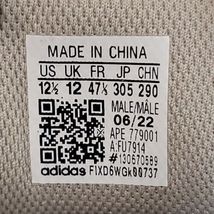 MADE IN CHINA
US UK FR JP CHN
12½ 12 47⅓ 305 290
MALE/MÂLE
06/22
APE 779001
A:FU7914
#130670589
adidas FIXD6WGk00737